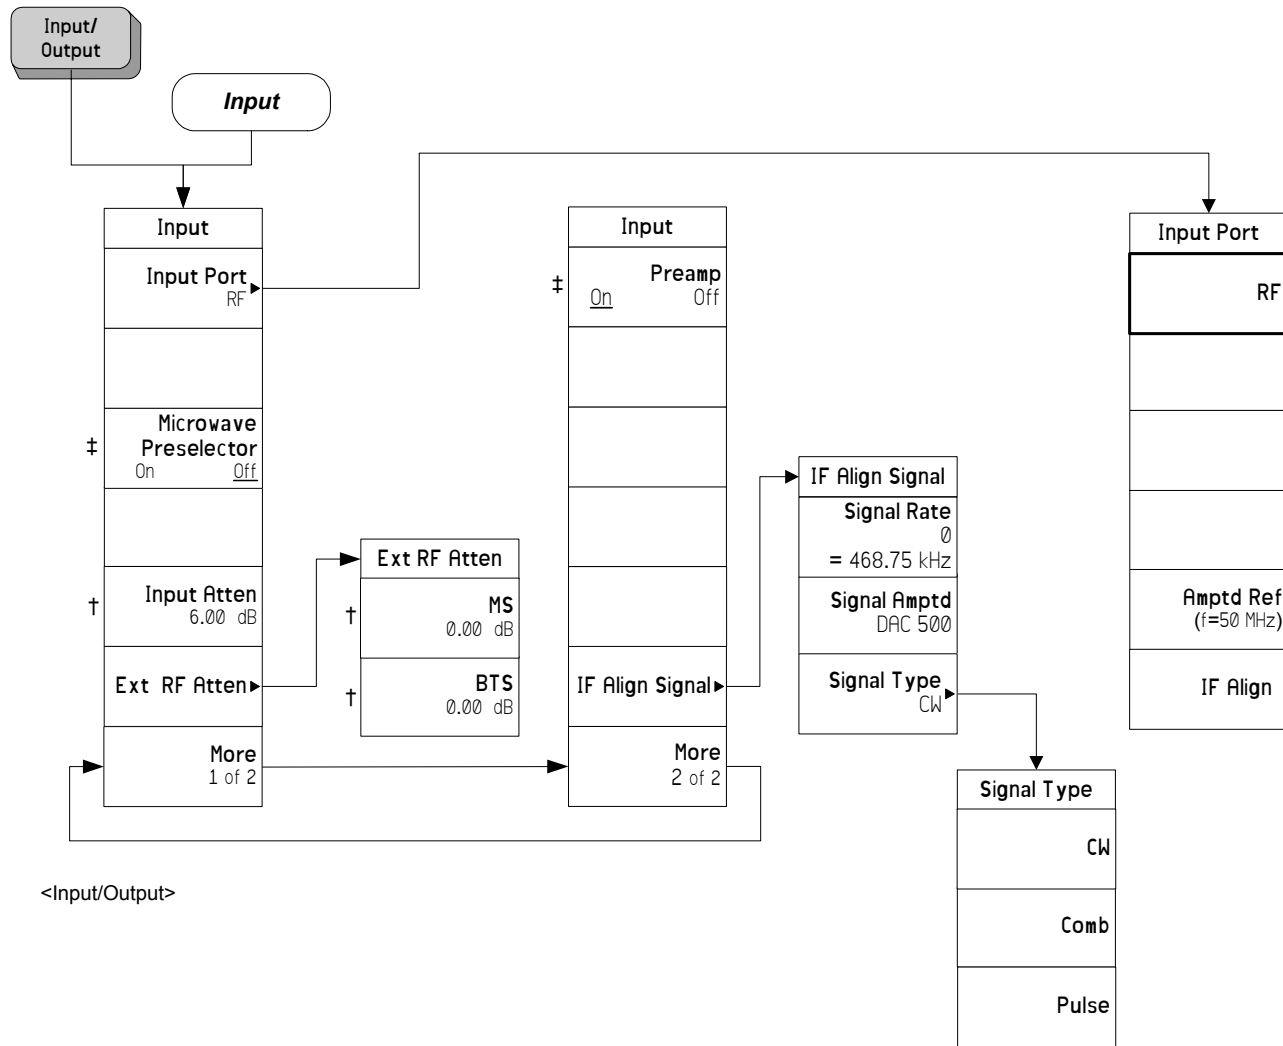 Input/
Output
Input
Input
Input Port
RF
‡
Microwave
Preselector
On Off
†
Input Atten
6.00 dB
Ext RF Atten
More
1 of 2
Ext RF Atten
†
MS
0.00 dB
†
BTS
0.00 dB
Input
‡
Preamp
On Off
IF Align Signal
More
2 of 2
IF Align Signal
Signal Rate
0
= 468.75 kHz
Signal Amptd
DAC 500
Signal Type
CW
Signal Type
CW
Comb
Pulse
Input Port
RF
Amptd Ref
(f=50 MHz)
IF Align
<Input/Output>